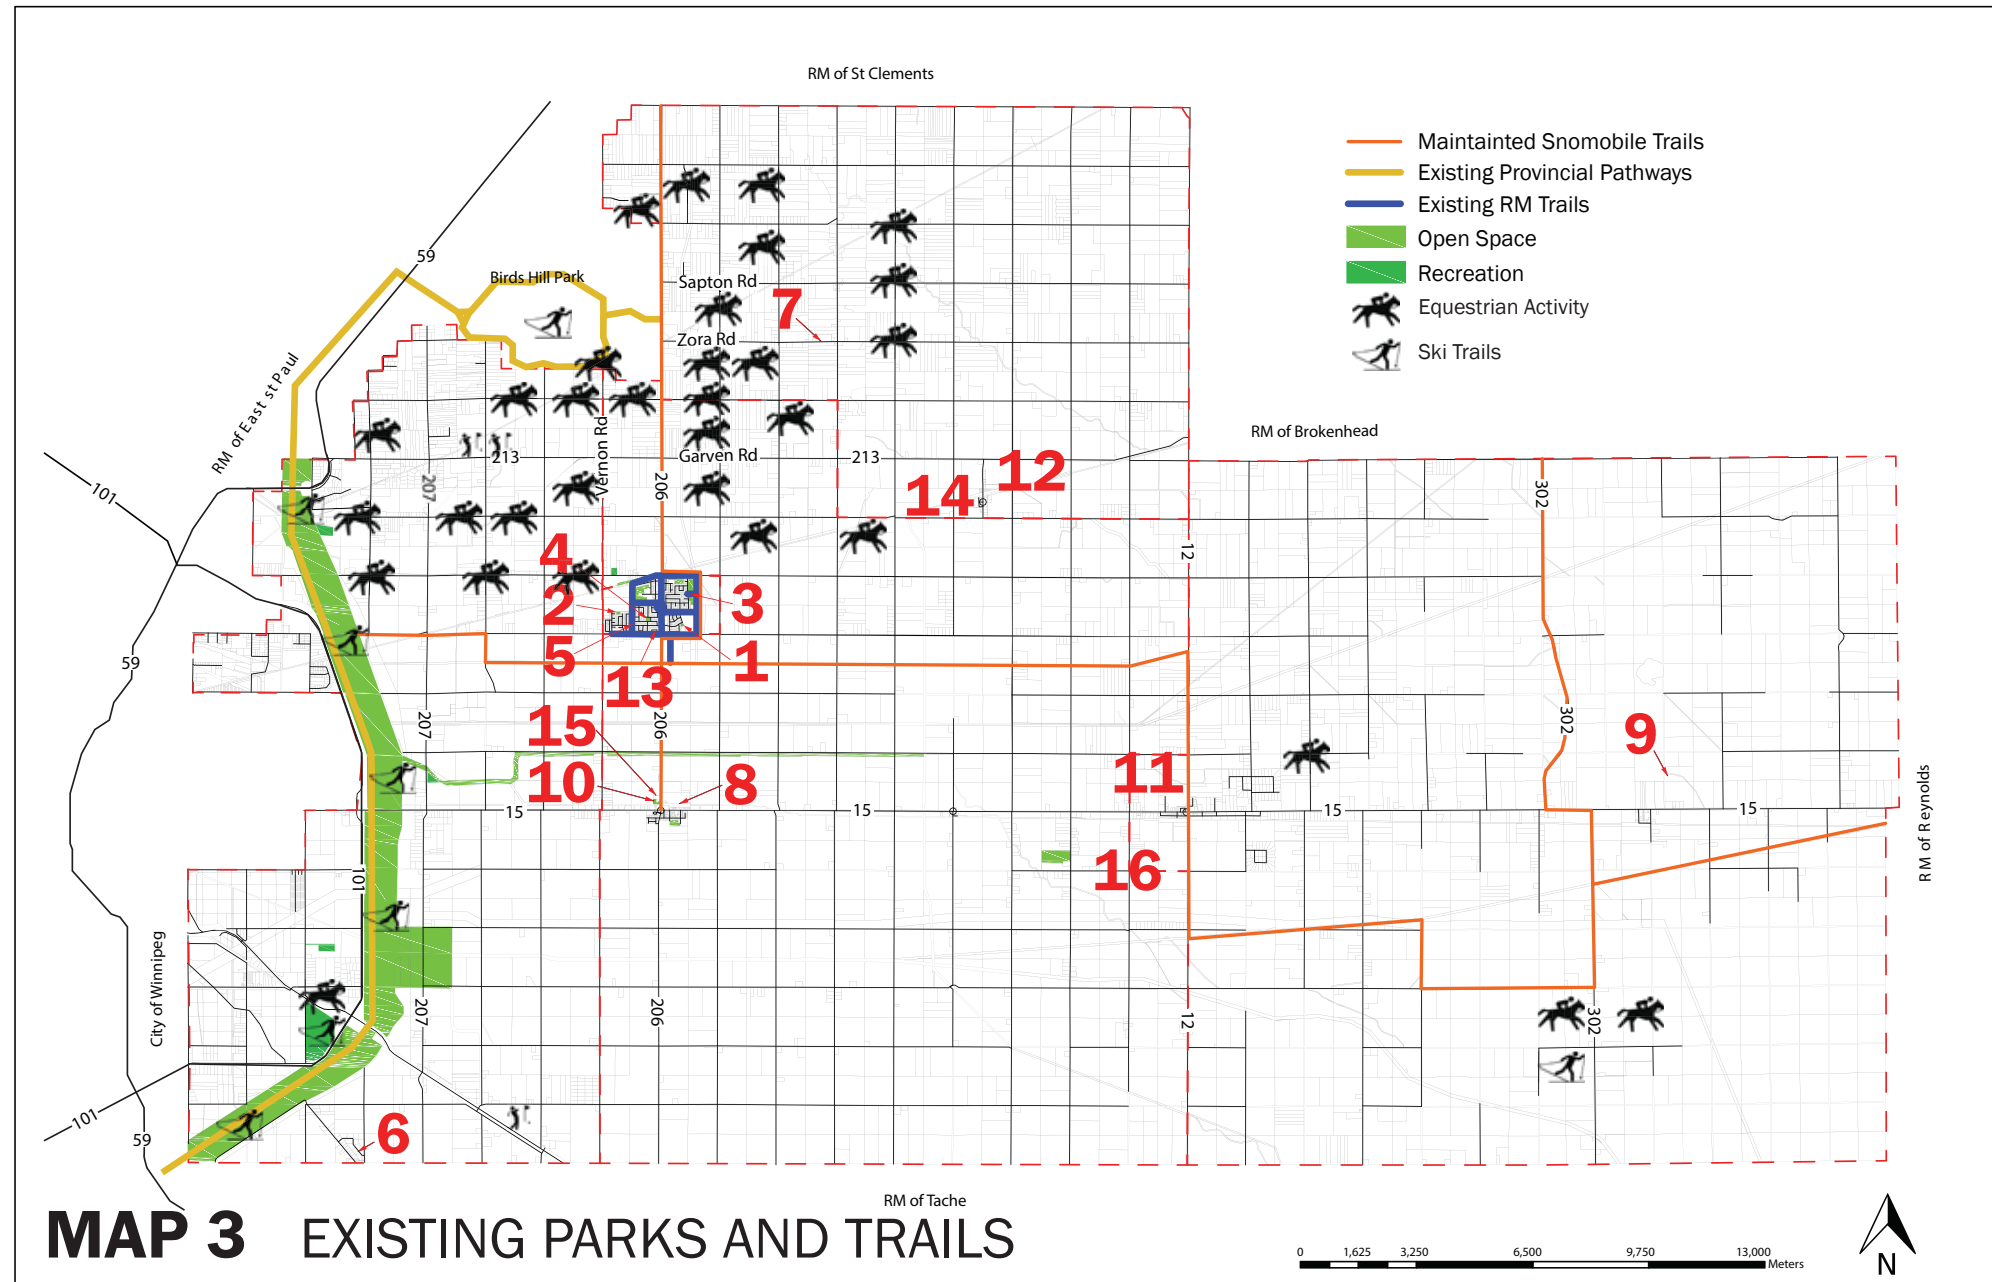 RM of St Clements
Maintainted Snomobile Trails
Existing Provincial Pathways
Existing RM Trails
Open Space
Recreation
Equestrian Activity
Ski Trails
59
Birds Hill Park
Sapton Rd
7
Zora Rd
RM of East st Paul
Vernon Rd
RM of Brokenhead
213
Garven Rd
213
12
14
101
207
206
302
12
4
2
3
5
1
13
59
207
206
15
302
9
11
10
8
15
15
15
15
RM of Reynolds
16
101
City of Winnipeg
207
206
12
302
101
59
6
RM of Tache
MAP 3 EXISTING PARKS AND TRAILS
0 1,625 3,250 6,500 9,750 13,000
Meters
N